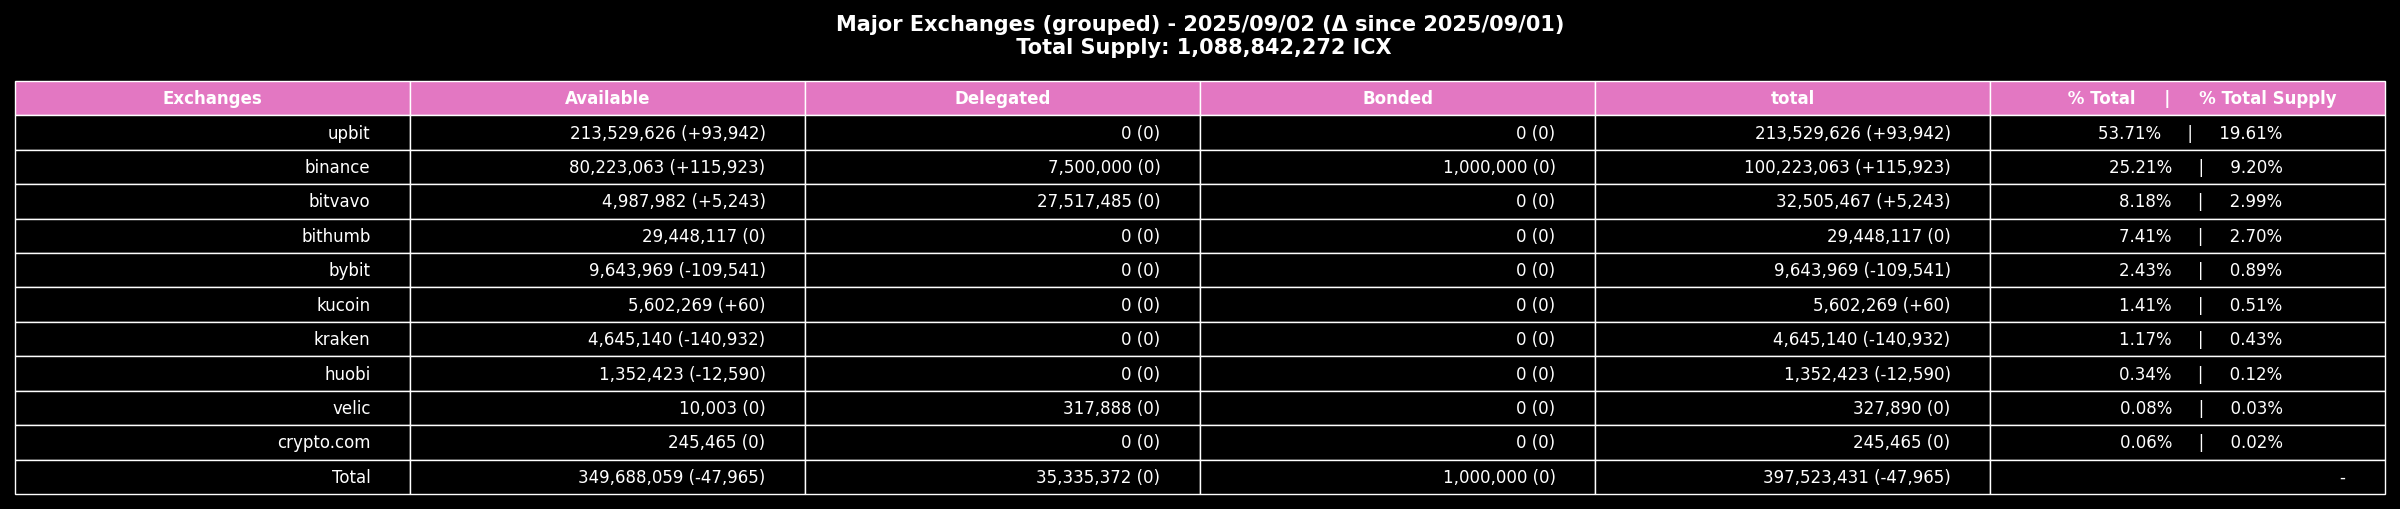 Major Exchanges (grouped) - 2025/09/02 (Δ since 2025/09/01)
Total Supply: 1,088,842,272 ICX
Exchanges Available Delegated Bonded total % Total | % Total Supply
upbit 213,529,626 (+93,942) 0 (0) 0 (0) 213,529,626 (+93,942) 53.71% | 19.61%
binance 80,223,063 (+115,923) 7,500,000 (0) 1,000,000 (0) 100,223,063 (+115,923) 25.21% | 9.20%
bitvavo 4,987,982 (+5,243) 27,517,485 (0) 0 (0) 32,505,467 (+5,243) 8.18% | 2.99%
bithumb 29,448,117 (0) 0 (0) 0 (0) 29,448,117 (0) 7.41% | 2.70%
bybit 9,643,969 (-109,541) 0 (0) 0 (0) 9,643,969 (-109,541) 2.43% | 0.89%
kucoin 5,602,269 (+60) 0 (0) 0 (0) 5,602,269 (+60) 1.41% | 0.51%
kraken 4,645,140 (-140,932) 0 (0) 0 (0) 4,645,140 (-140,932) 1.17% | 0.43%
huobi 1,352,423 (-12,590) 0 (0) 0 (0) 1,352,423 (-12,590) 0.34% | 0.12%
velic 10,003 (0) 317,888 (0) 0 (0) 327,890 (0) 0.08% | 0.03%
crypto.com 245,465 (0) 0 (0) 0 (0) 245,465 (0) 0.06% | 0.02%
Total 349,688,059 (-47,965) 35,335,372 (0) 1,000,000 (0) 397,523,431 (-47,965) -